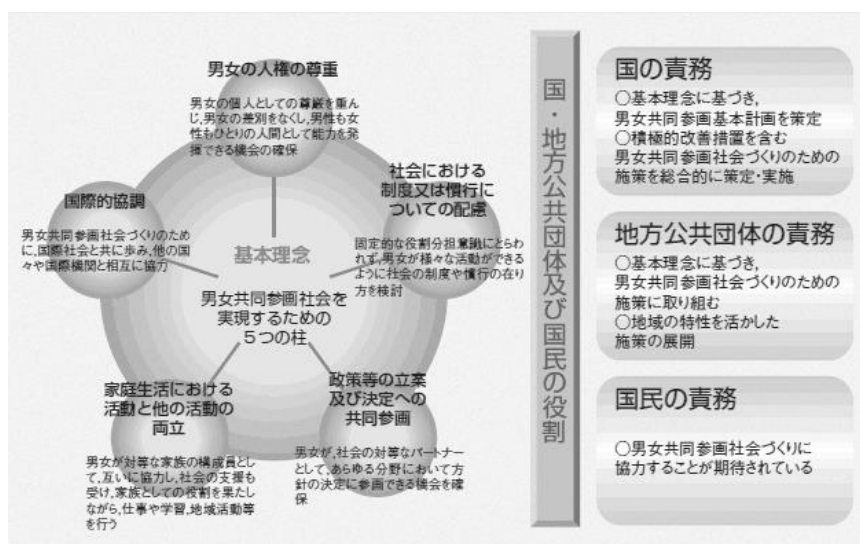 男女の人権の尊重
男女の個人としての尊厳を重ん
じ,男女の差別をなくし,男性も女
性もひとりの人間として能力を発
揮できる機会の確保
社会における
制度又は慣行に
ついての配慮
固定的な役割分担意識にとらわ
れず,男女が様々な活動ができる
ように社会の制度や慣行の在り
方を検討
国際的協調
男女共同参画社会づくりのため
に,国際社会と共に歩み,他の国
々や国際機関と相互に協力
基本理念
男女共同参画社会を
実現するための
5つの柱
家庭生活における
活動と他の活動の
両立
男女が対等な家族の構成員とし
て,互いに協力し,社会の支援も
受け,家族としての役割を果たし
ながら,仕事や学習,地域活動等
を行う
政策等の立案
及び決定への
共同参画
男女が,社会の対等なパートナー
として,あらゆる分野において方
針の決定に参画できる機会を確
保
国・地方公共団体及び国民の役割
国の責務
○基本理念に基づき,
男女共同参画基本計画を策定
○積極的改善措置を含む
男女共同参画社会づくりのための
施策を総合的に策定・実施
地方公共団体の責務
○基本理念に基づき,
男女共同参画社会づくりのための
施策に取り組む
○地域の特性を活かした
施策の展開
国民の責務
○男女共同参画社会づくりに
協力することが期待されている